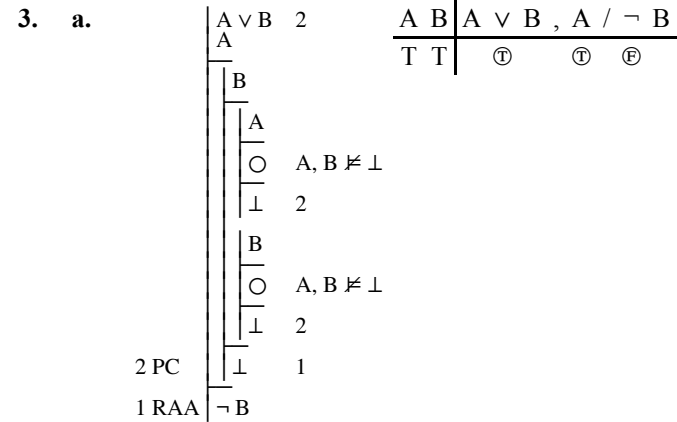 3. a. A ∨ B 2
A
B
A
○ A, B ⊭ ⊥
⊥ 2
B
○ A, B ⊭ ⊥
⊥ 2
2 PC ⊥ 1
1 RAA ¬ B
A B A ∨ B , A / ¬ B
T T Ⓣ Ⓣ Ⓕ